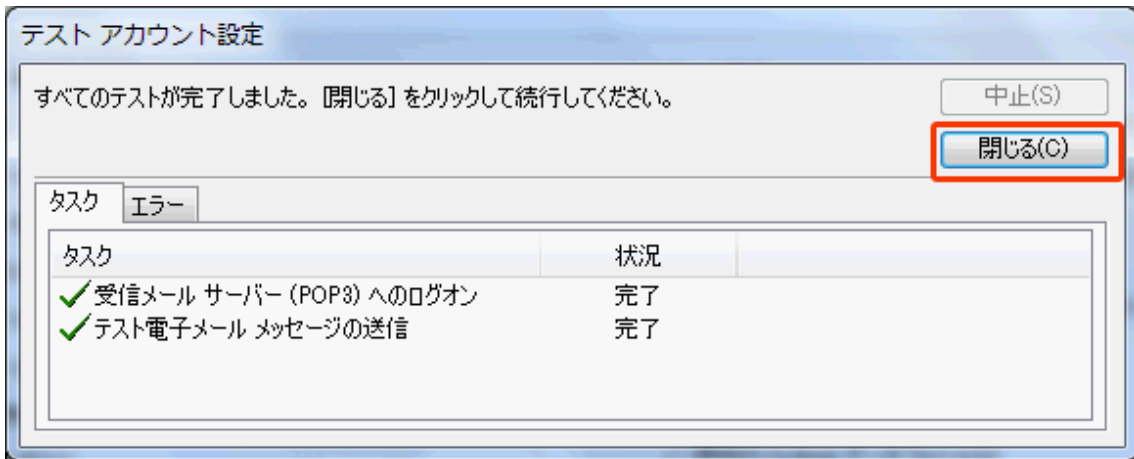 テスト アカウント設定
すべてのテストが完了しました。[閉じる] をクリックして続行してください。
中止(S)
閉じる(C)
タスク エラー
タスク 状況
受信メール サーバー (POP3) へのログオン 完了
テスト電子メール メッセージの送信 完了